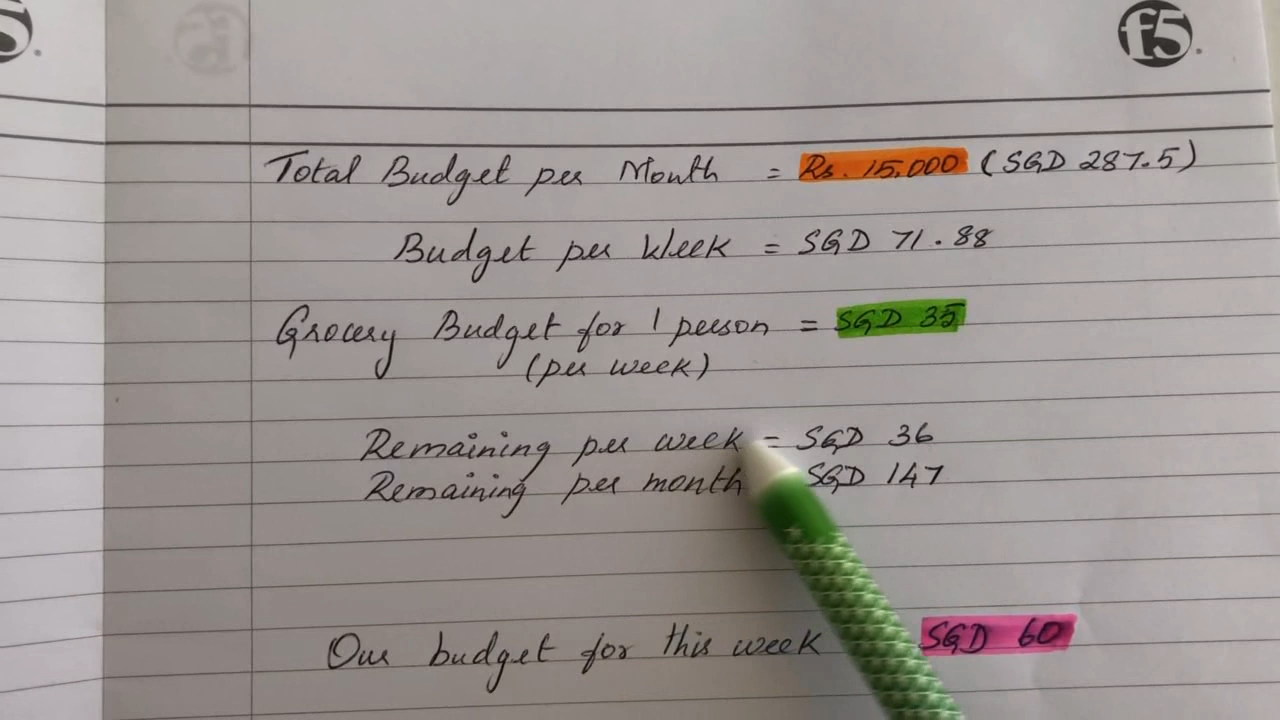 5.
f5.
Total Budget per Month = Rs. 15,000 (SGD 287.5)
Budget per Week = SGD 71.88
Grocery Budget for 1 person = SGD 35
(per week)
Remaining per week = SGD 36
Remaining per month SGD 147
Our budget for this week SGD 60